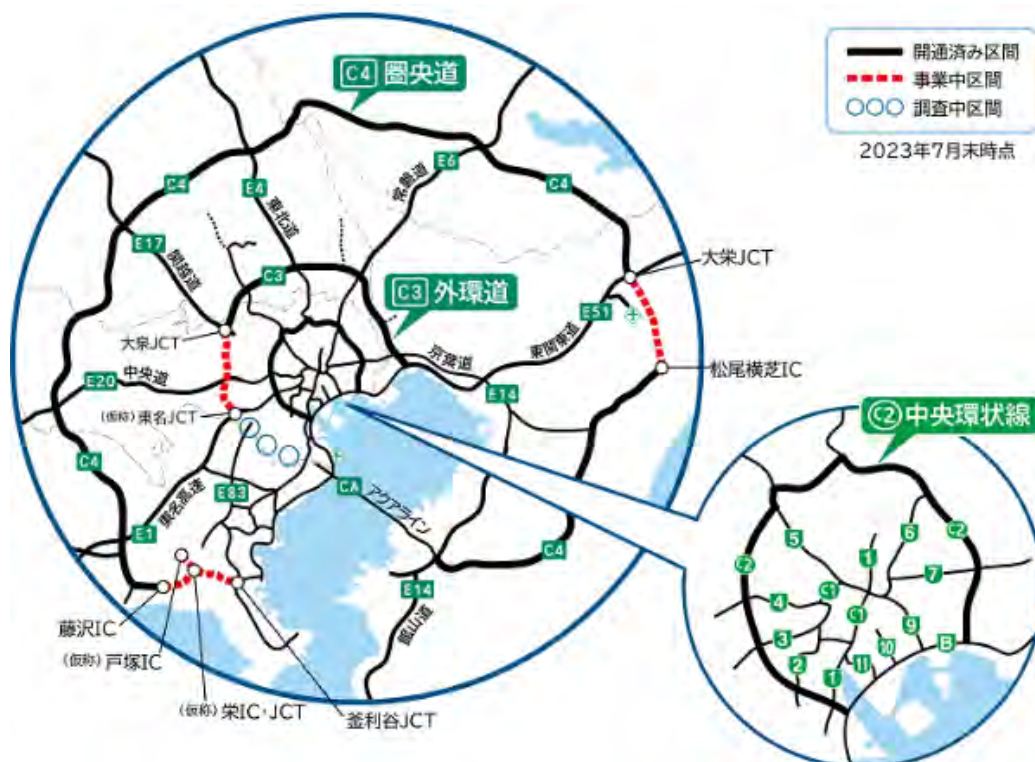 開通済み区間
事業中区間
調査中区間
2023年7月末時点
C4 圏央道
C4
E6
常磐道
C4
E4
東北道
E17
関越道
C3
C3 外環道
大栄JCT
E51
東関東道
大泉JCT
京葉道
松尾横芝IC
E20
中央道
E14
(仮称)東名JCT
C2 中央環状線
C4
東名高速
E83
CA
アクアライン
E1
C4
E14
館山道
藤沢IC
(仮称)戸塚IC
(仮称)栄IC・JCT
釜利谷JCT
5
1
6
C2
C2
7
4
C1
C1
3
9
B
2
1
11
10